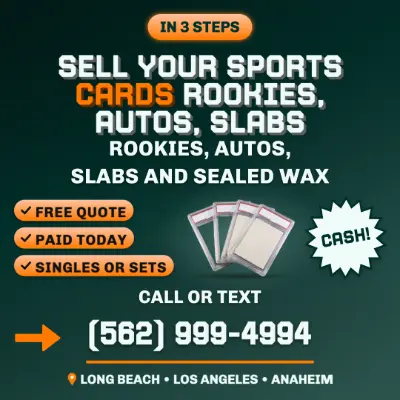 IN 3 STEPS
SELL YOUR SPORTS
CARDS ROOKIES,
AUTOS, SLABS
ROOKIES, AUTOS,
SLABS AND SEALED WAX
FREE QUOTE
PAID TODAY
SINGLES OR SETS
CASH!
CALL OR TEXT
(562) 999-4994
LONG BEACH • LOS ANGELES • ANAHEIM